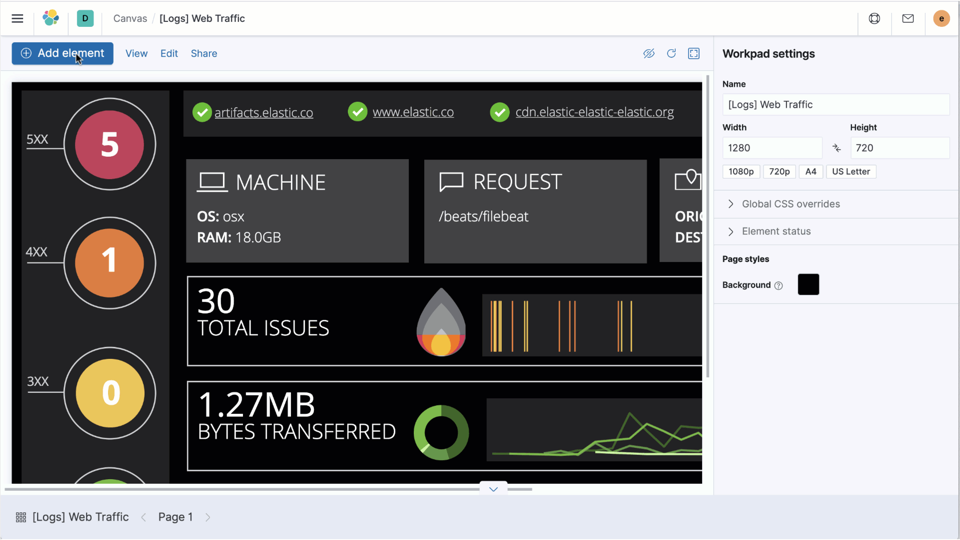 D Canvas [Logs] Web Traffic e
Add element View Edit Share
5XX 5
4XX 1
3XX 0
artifacts.elastic.co www.elastic.co cdn.elastic-elastic-elastic.org
MACHINE
OS: osx
RAM: 18.0GB
REQUEST
/beats/filebeat
ORIG
DEST
30
TOTAL ISSUES
1.27MB
BYTES TRANSFERRED
Workpad settings
Name
[Logs] Web Traffic
Width Height
1280 720
1080p 720p A4 US Letter
Global CSS overrides
Element status
Page styles
Background
[Logs] Web Traffic Page 1